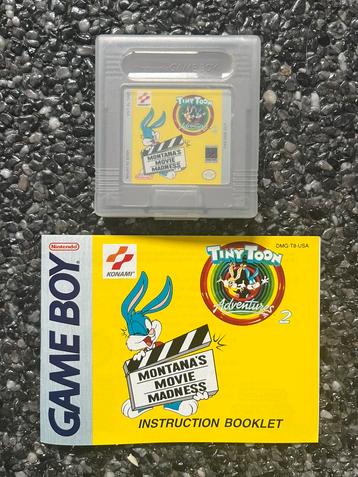 GAME BOY
KONAMI
TINY TOON
Adventures
MONTANA'S
MOVIE
MADNESS
Nintendo
GAME BOY
KONAMI
DMG-T8-USA
TINY TOON
Adventures
2
MONTANA'S
MOVIE
MADNESS
INSTRUCTION BOOKLET